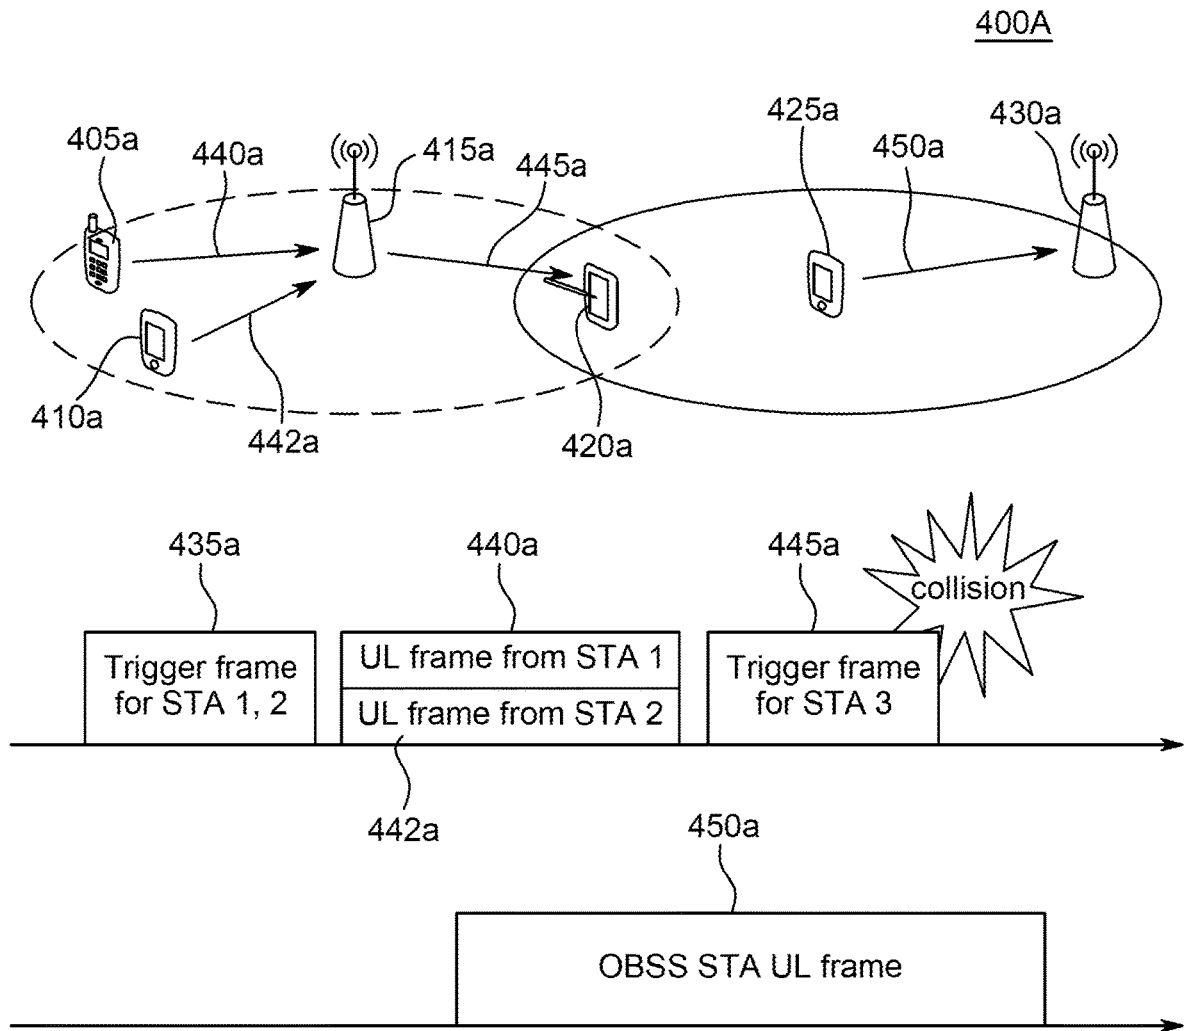 400A
405a
440a
415a
445a
425a
450a
430a
410a
442a
420a
435a
440a
445a
collision
Trigger frame
for STA 1, 2
UL frame from STA 1
UL frame from STA 2
Trigger frame
for STA 3
442a
450a
OBSS STA UL frame